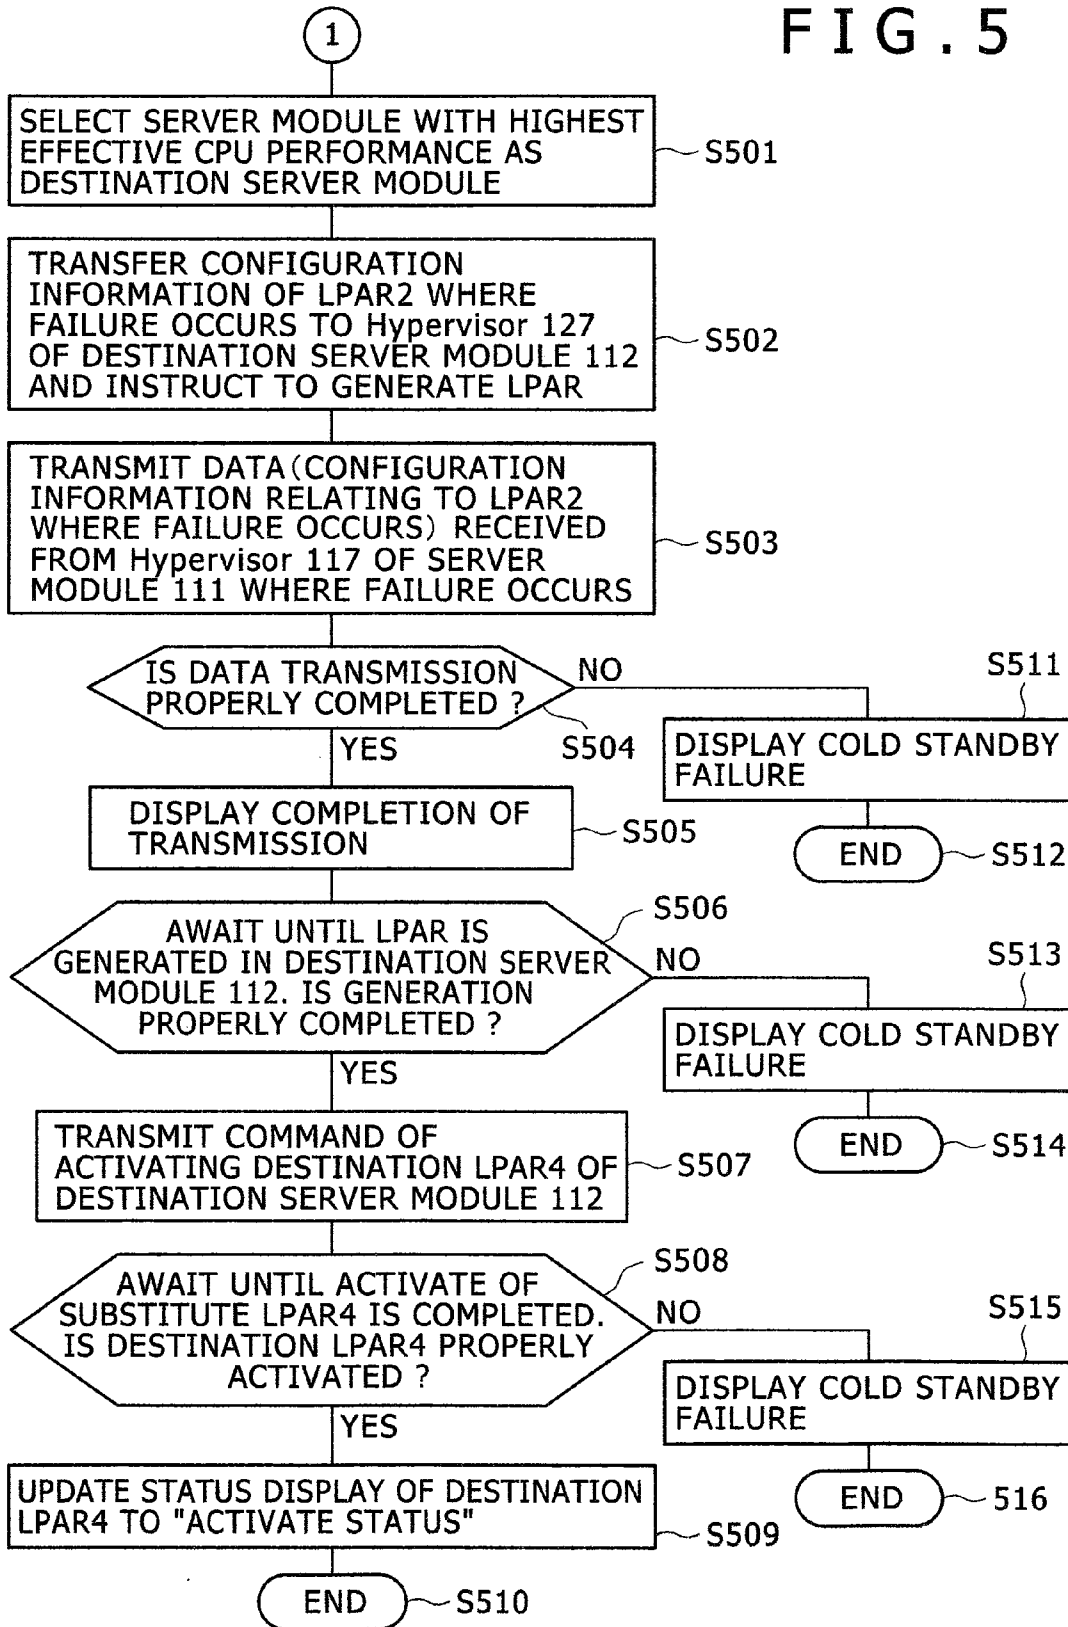 FIG.5
1
SELECT SERVER MODULE WITH HIGHEST
EFFECTIVE CPU PERFORMANCE AS
DESTINATION SERVER MODULE
S501
TRANSFER CONFIGURATION
INFORMATION OF LPAR2 WHERE
FAILURE OCCURS TO Hypervisor 127
OF DESTINATION SERVER MODULE 112
AND INSTRUCT TO GENERATE LPAR
S502
TRANSMIT DATA (CONFIGURATION
INFORMATION RELATING TO LPAR2
WHERE FAILURE OCCURS) RECEIVED
FROM Hypervisor 117 OF SERVER
MODULE 111 WHERE FAILURE OCCURS
S503
IS DATA TRANSMISSION
PROPERLY COMPLETED ?
S504
NO
YES
S511
DISPLAY COLD STANDBY
FAILURE
END
S512
DISPLAY COMPLETION OF
TRANSMISSION
S505
AWAIT UNTIL LPAR IS
GENERATED IN DESTINATION SERVER
MODULE 112. IS GENERATION
PROPERLY COMPLETED ?
S506
NO
YES
S513
DISPLAY COLD STANDBY
FAILURE
END
S514
TRANSMIT COMMAND OF
ACTIVATING DESTINATION LPAR4 OF
DESTINATION SERVER MODULE 112
S507
AWAIT UNTIL ACTIVATE OF
SUBSTITUTE LPAR4 IS COMPLETED.
IS DESTINATION LPAR4 PROPERLY
ACTIVATED ?
S508
NO
YES
S515
DISPLAY COLD STANDBY
FAILURE
END
516
UPDATE STATUS DISPLAY OF DESTINATION
LPAR4 TO "ACTIVATE STATUS"
S509
END
S510